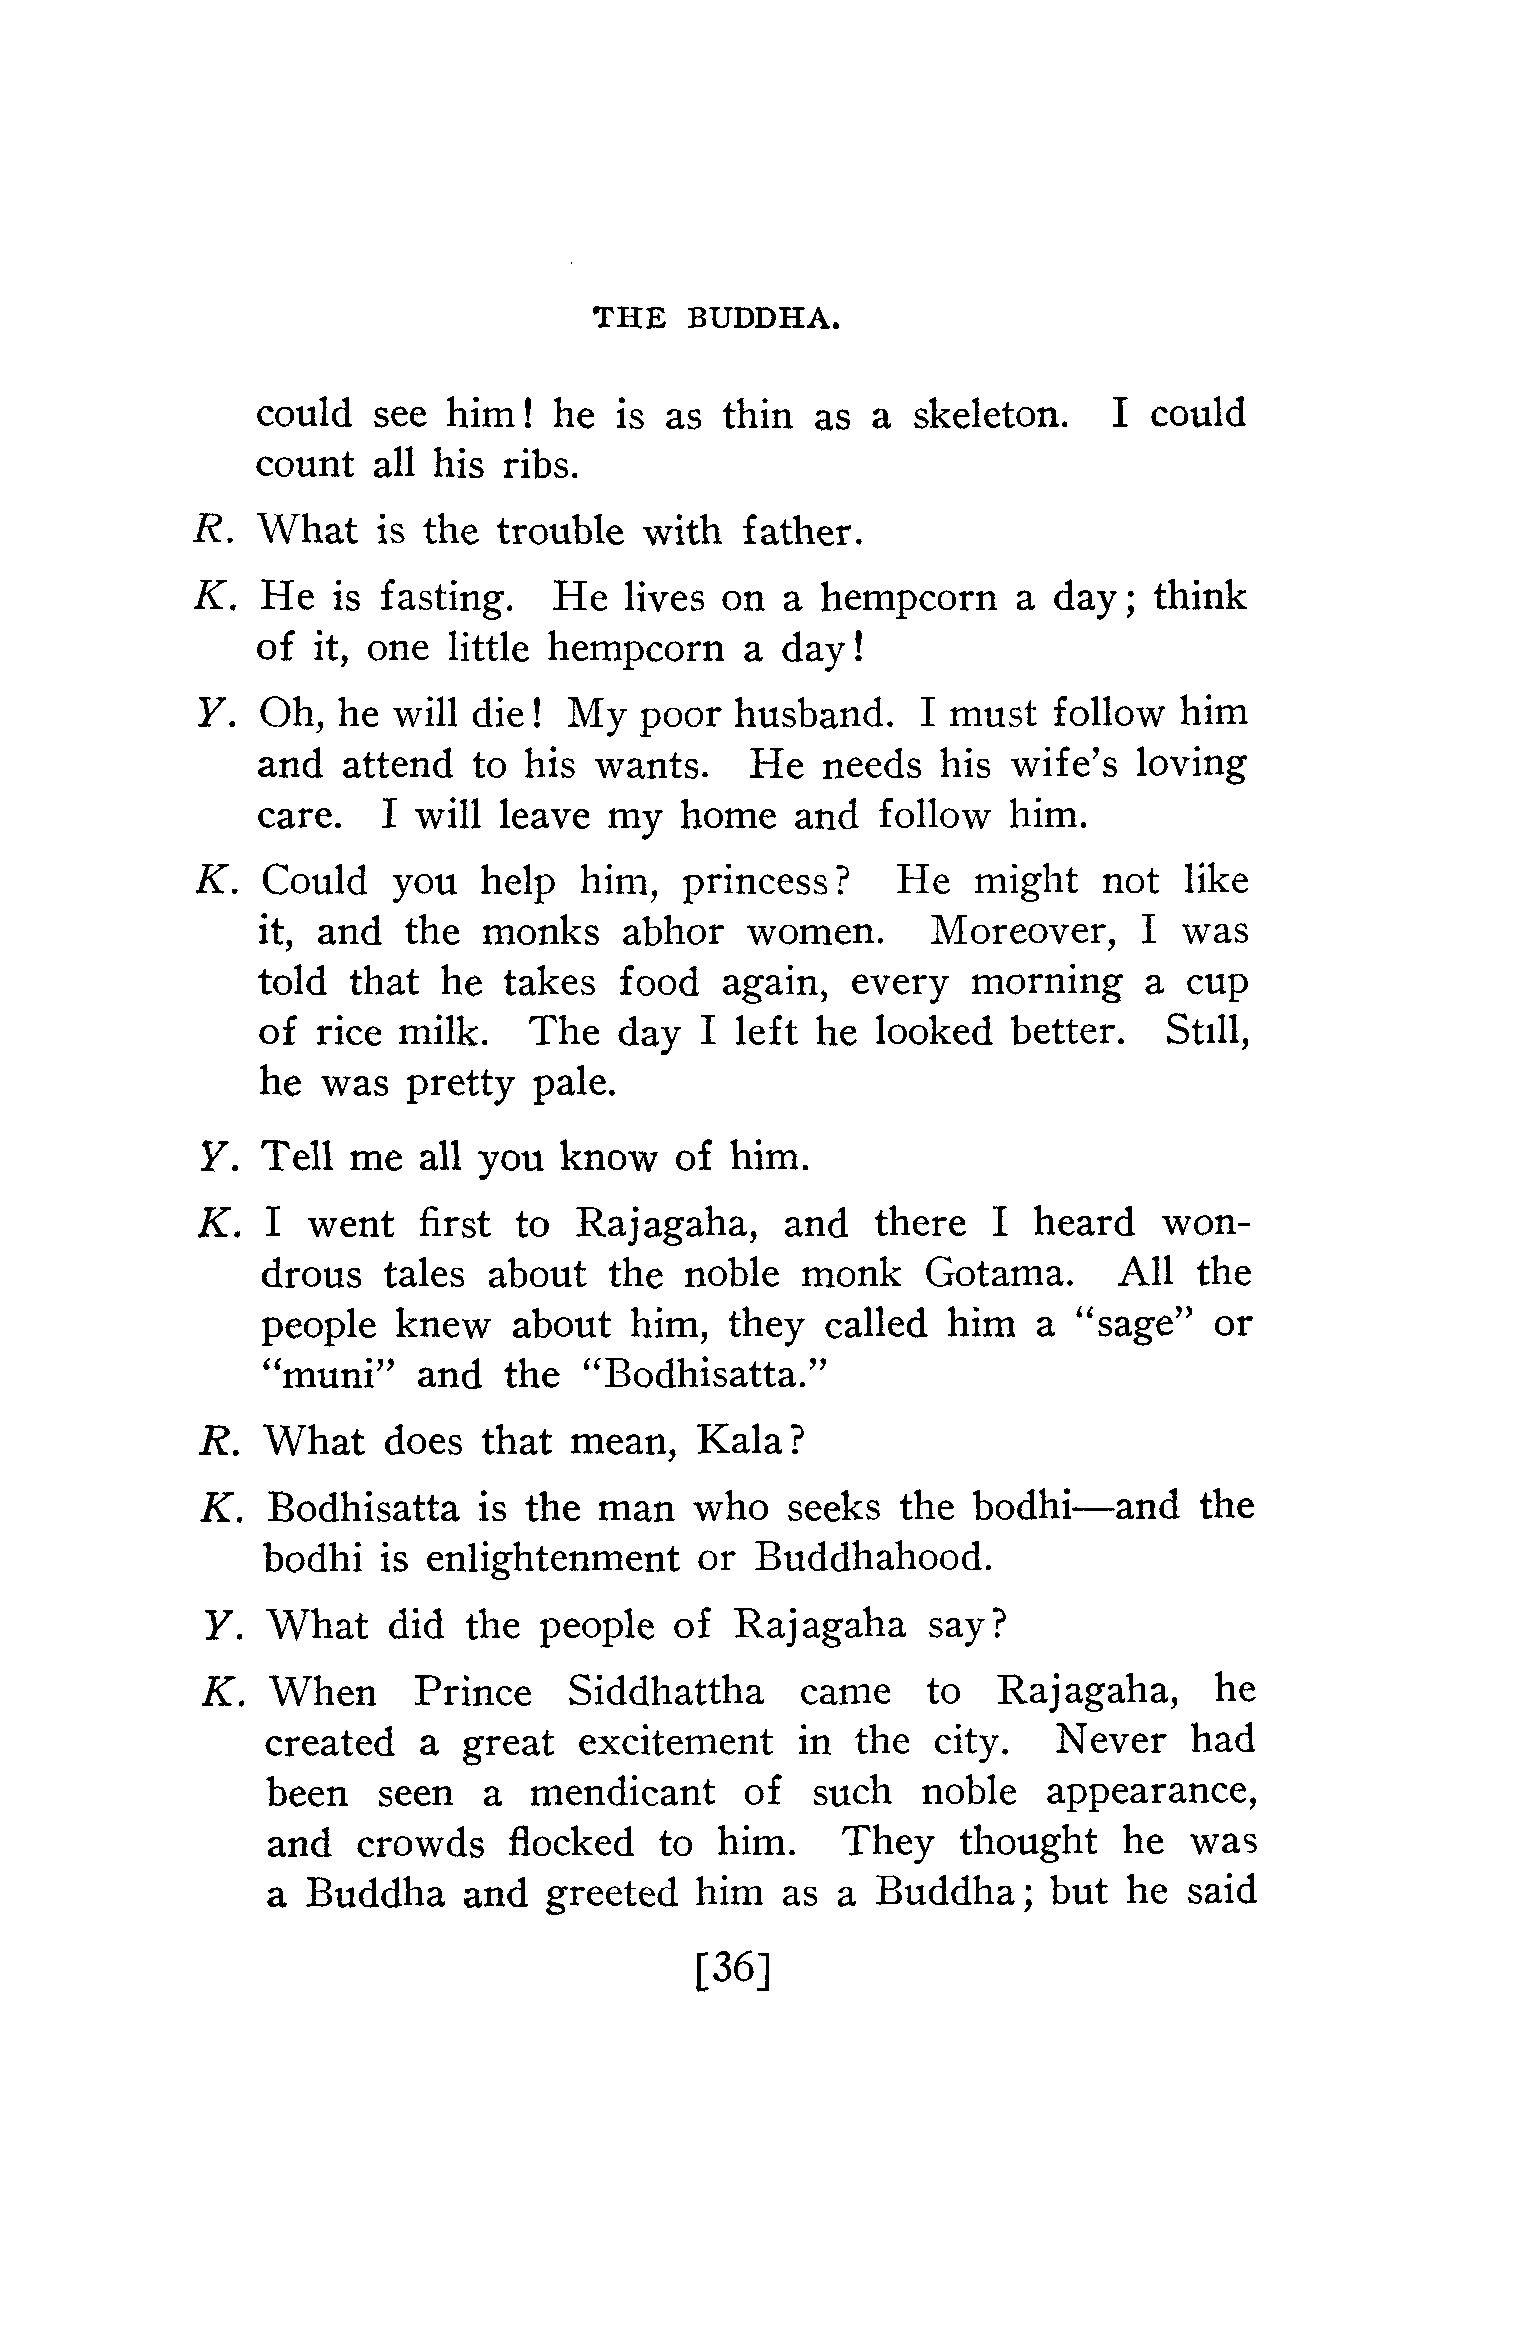 THE BUDDHA.
could see him! he is as thin as a skeleton. I could
count all his ribs.
R. What is the trouble with father.
K. He is fasting. He lives on a hempcorn a day; think
of it, one little hempcorn a day!
Y. Oh, he will die! My poor husband. I must follow him
and attend to his wants. He needs his wife's loving
care. I will leave my home and follow him.
K. Could you help him, princess? He might not like
it, and the monks abhor women. Moreover, I was
told that he takes food again, every morning a cup
of rice milk. The day I left he looked better. Still,
he was pretty pale.
Y. Tell me all you know of him.
K. I went first to Rajagaha, and there I heard won-
drous tales about the noble monk Gotama. All the
people knew about him, they called him a “sage” or
“muni” and the “Bodhisatta.”
R. What does that mean, Kala?
K. Bodhisatta is the man who seeks the bodhi—and the
bodhi is enlightenment or Buddhahood.
Y. What did the people of Rajagaha say?
K. When Prince Siddhattha came to Rajagaha, he
created a great excitement in the city. Never had
been seen a mendicant of such noble appearance,
and crowds flocked to him. They thought he was
a Buddha and greeted him as a Buddha; but he said
[36]